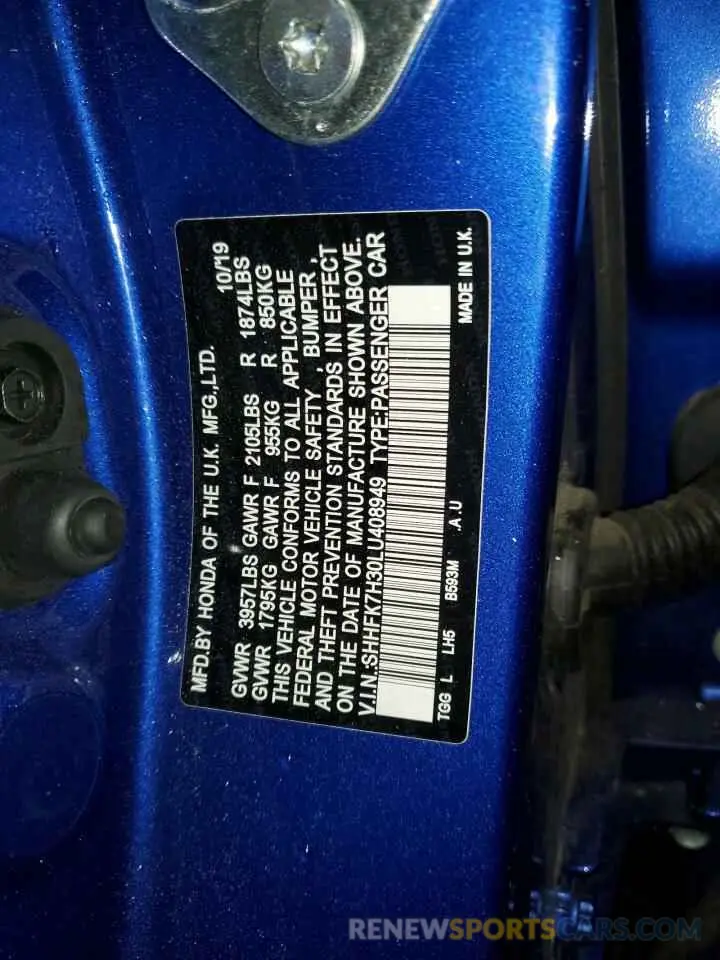 MFD.BY HONDA OF THE U.K. MFG.,LTD. 10/19
GVWR 3957LBS GAWR F 2105LBS R 1874LBS
GVWR 1795KG GAWR F 955KG R 850KG
THIS VEHICLE CONFORMS TO ALL APPLICABLE
FEDERAL MOTOR VEHICLE SAFETY , BUMPER ,
AND THEFT PREVENTION STANDARDS IN EFFECT
ON THE DATE OF MANUFACTURE SHOWN ABOVE.
V.I.N.:SHHFK7H30LU408949 TYPE:PASSENGER CAR
TGG L LH5 B593M A.U MADE IN U.K.
RENEWSPORTSCARS.COM